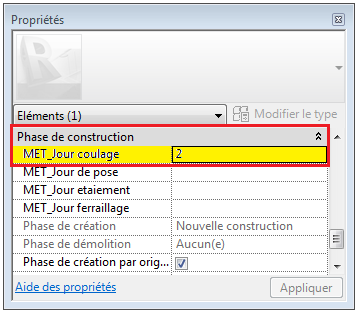 Propriétés
Eléments (1)
Modifier le type
Phase de construction
MET_Jour coulage 2
MET_Jour de pose
MET_Jour etaiement
MET_Jour ferraillage
Phase de création Nouvelle construction
Phase de démolition Aucun(e)
Phase de création par orig...
Aide des propriétés
Appliquer